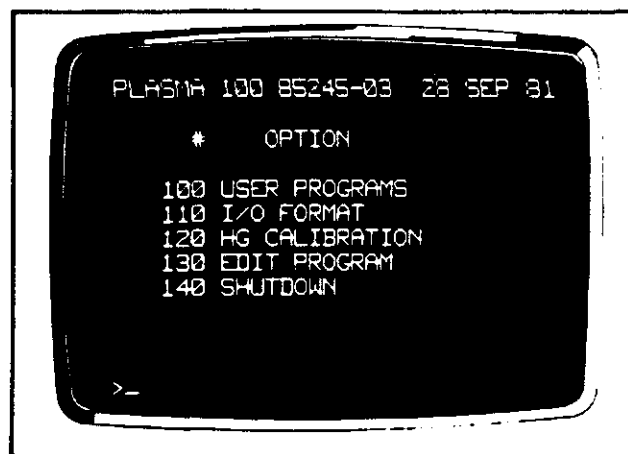 PLASMA 100 85245-03 28 SEP 81
# OPTION
100 USER PROGRAMS
110 I/O FORMAT
120 HG CALIBRATION
130 EDIT PROGRAM
140 SHUTDOWN
>_